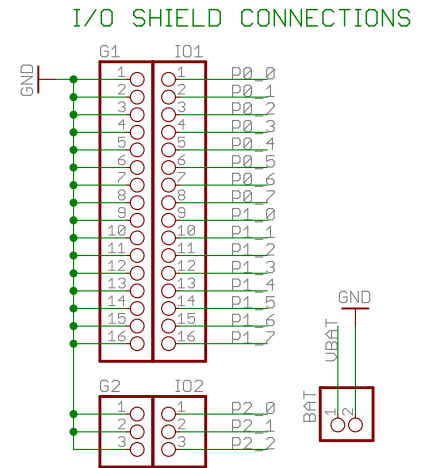 I/O SHIELD CONNECTIONS
G1 IO1
GND
1 1 P0_0
2 2 P0_1
3 3 P0_2
4 4 P0_3
5 5 P0_4
6 6 P0_5
7 7 P0_6
8 8 P0_7
9 9 P1_0
10 10 P1_1
11 11 P1_2
12 12 P1_3
13 13 P1_4
14 14 P1_5
15 15 P1_6
16 16 P1_7
G2 IO2
1 1 P2_0
2 2 P2_1
3 3 P2_2
GND
VBAT
BAT
1 2